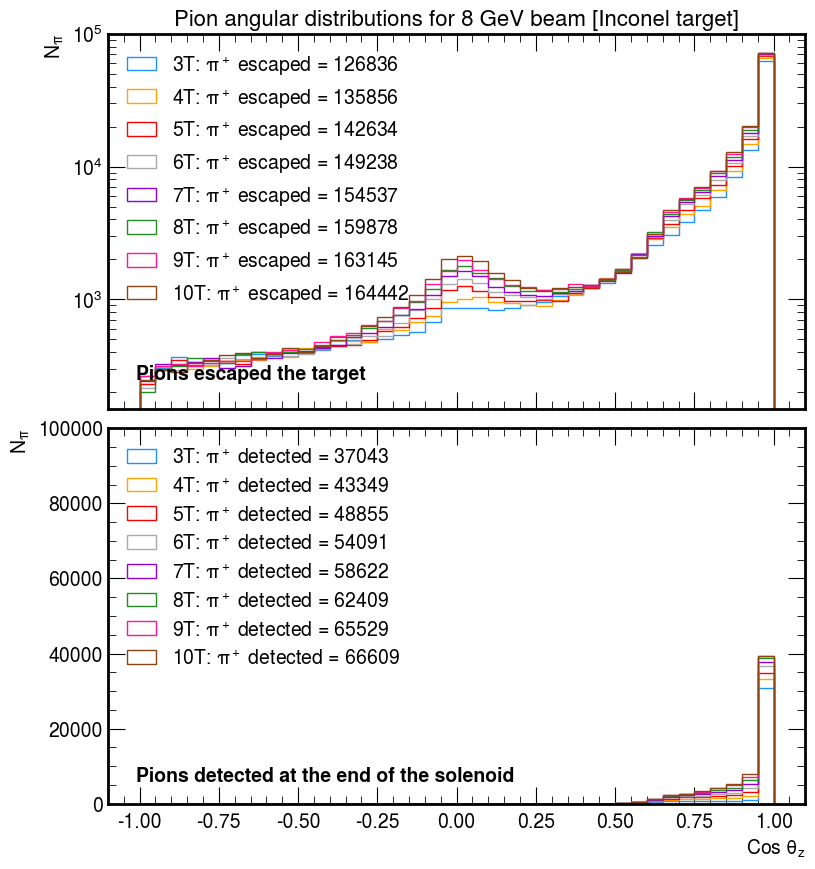 Pion angular distributions for 8 GeV beam [Inconel target]
Nπ
10⁵
10⁴
10³
3T: π⁺ escaped = 126836
4T: π⁺ escaped = 135856
5T: π⁺ escaped = 142634
6T: π⁺ escaped = 149238
7T: π⁺ escaped = 154537
8T: π⁺ escaped = 159878
9T: π⁺ escaped = 163145
10T: π⁺ escaped = 164442
Pions escaped the target
Nπ
100000
80000
60000
40000
20000
0
3T: π⁺ detected = 37043
4T: π⁺ detected = 43349
5T: π⁺ detected = 48855
6T: π⁺ detected = 54091
7T: π⁺ detected = 58622
8T: π⁺ detected = 62409
9T: π⁺ detected = 65529
10T: π⁺ detected = 66609
Pions detected at the end of the solenoid
-1.00 -0.75 -0.50 -0.25 0.00 0.25 0.50 0.75 1.00
Cos θz